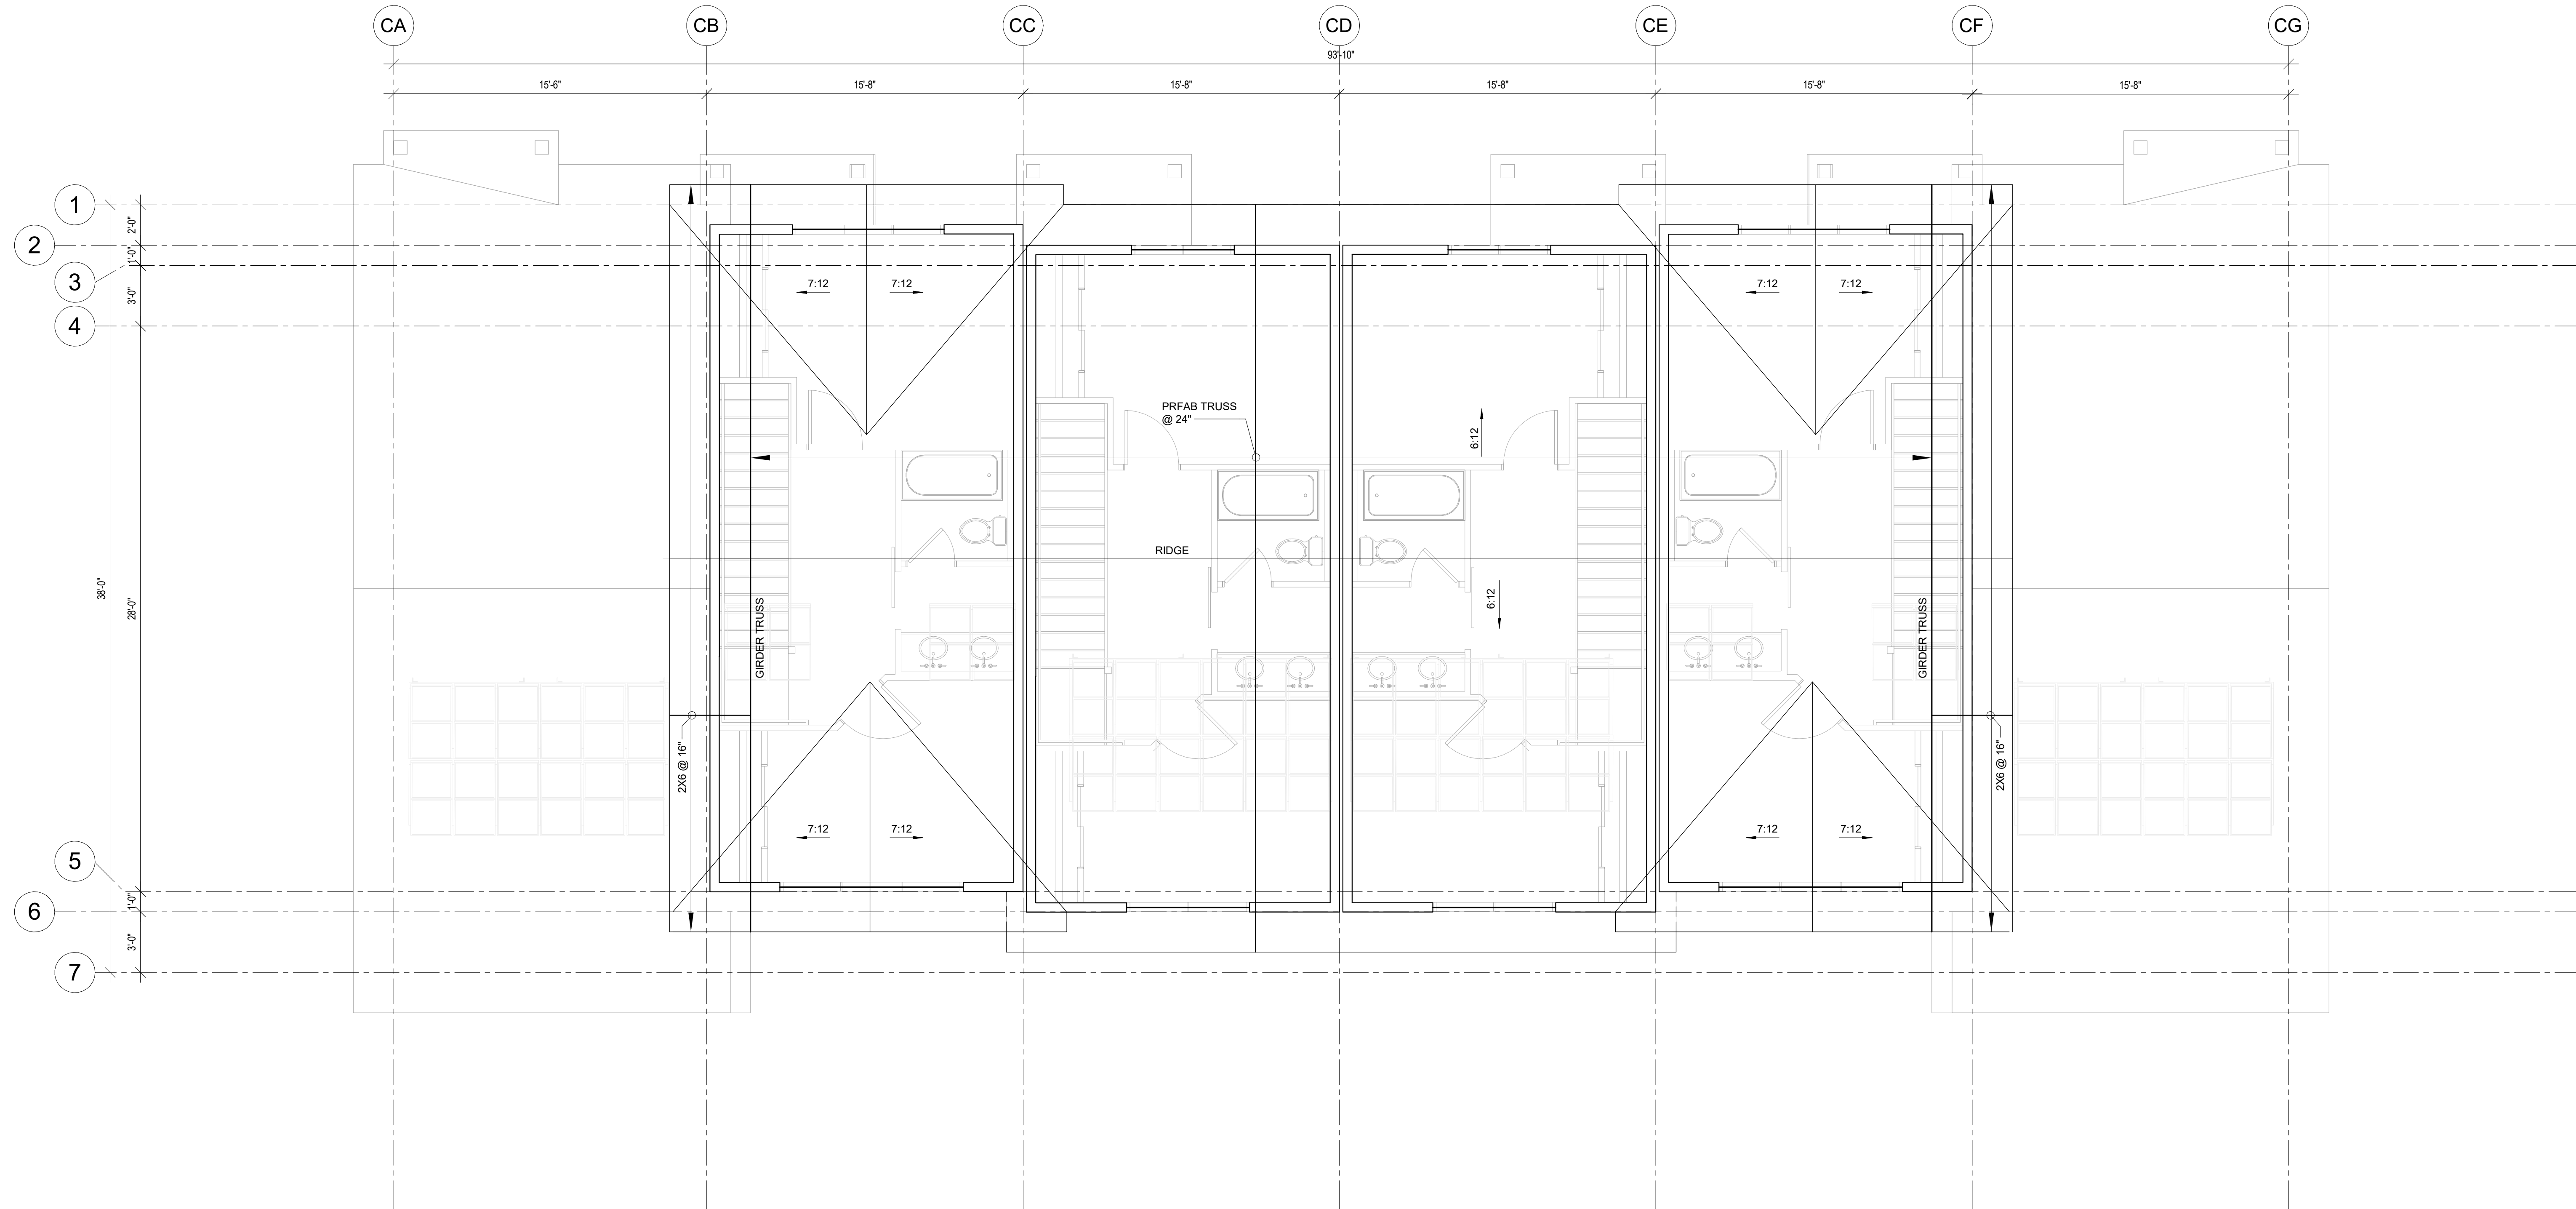 CA CB CC CD CE CF CG
93'-10"
15'-6" 15'-8" 15'-8" 15'-8" 15'-8" 15'-8"
1
2'-0"
2
1'-0"
3
7:12 7:12 7:12 7:12
3'-0"
4
PRFAB TRUSS
@ 24"
6:12
RIDGE
38'-0"
28'-0"
6:12
GIRDER TRUSS
GIRDER TRUSS
2X6 @ 16"
2X6 @ 16"
7:12 7:12 7:12 7:12
5
1'-0"
6
3'-0"
7